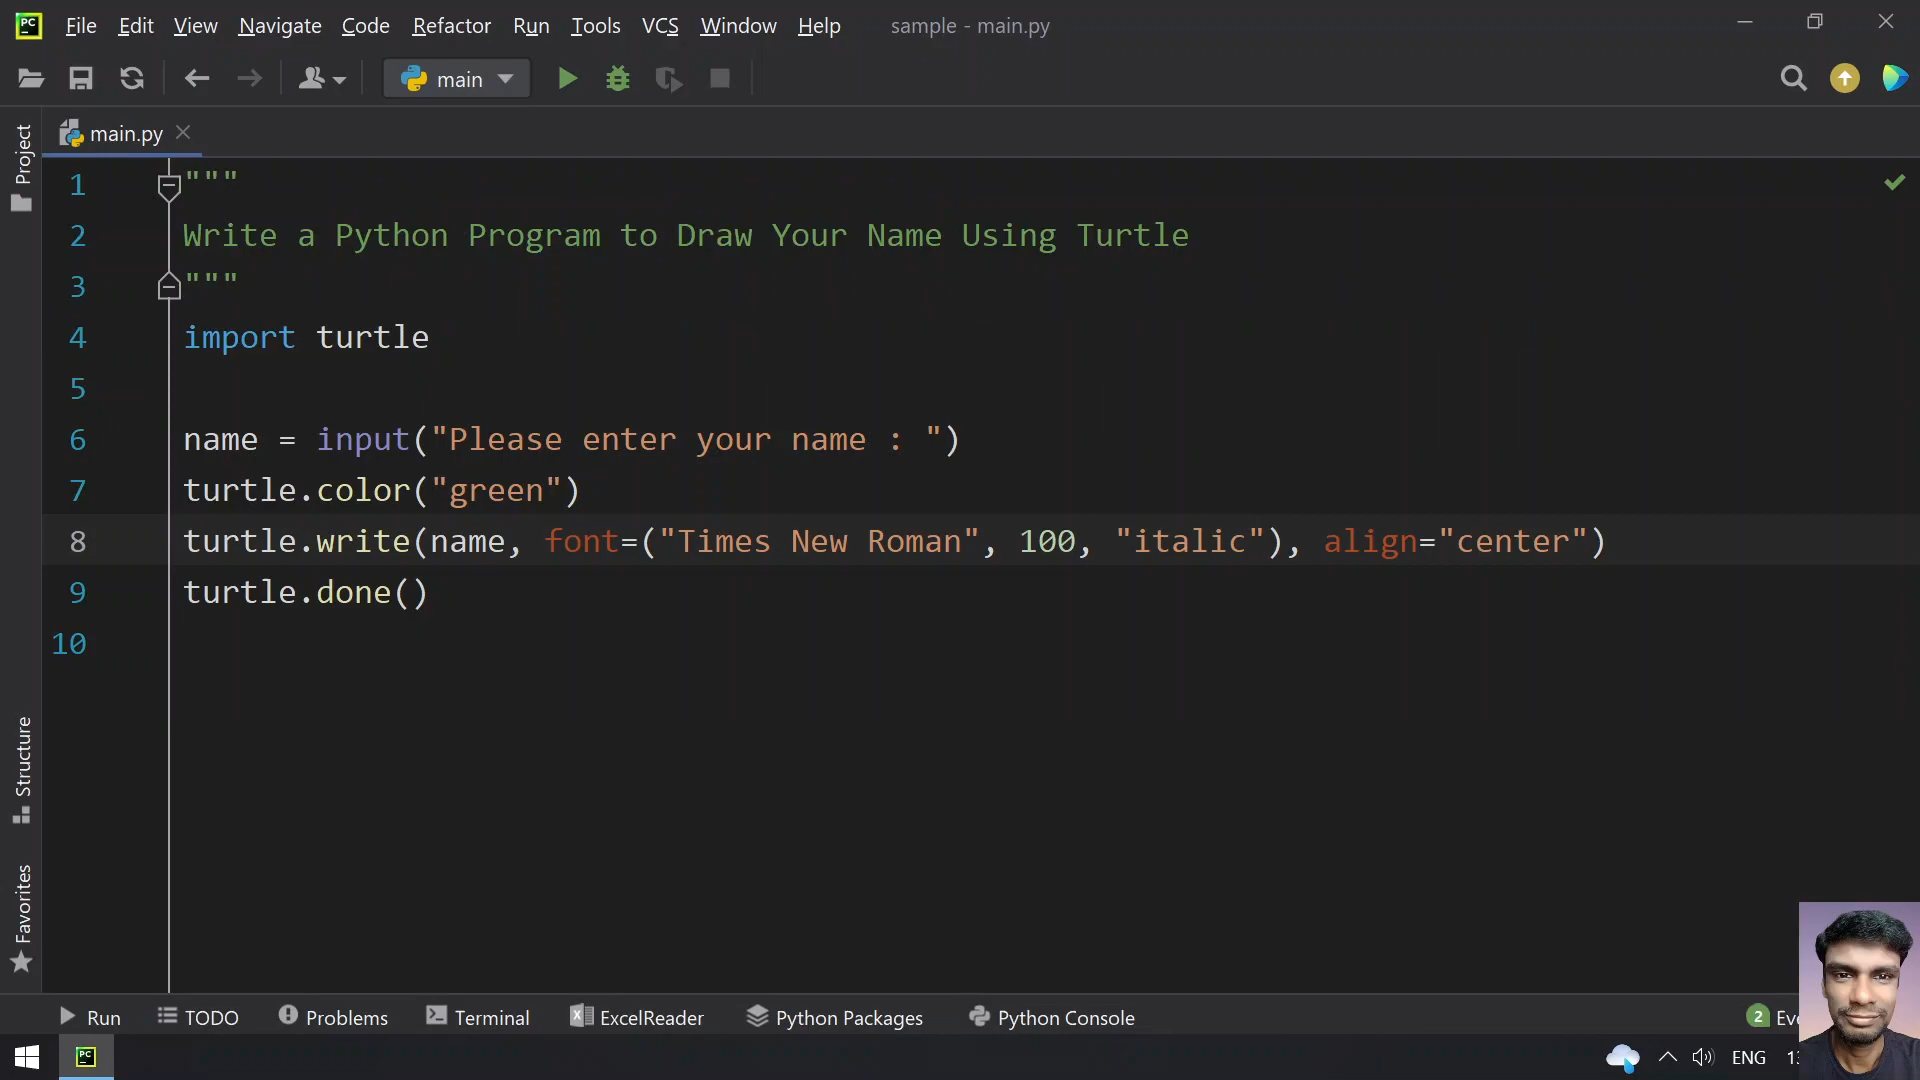 PC File Edit View Navigate Code Refactor Run Tools VCS Window Help sample - main.py
main
main.py
Project
1 """
2 Write a Python Program to Draw Your Name Using Turtle
3 """
4 import turtle
5
6 name = input("Please enter your name : ")
7 turtle.color("green")
8 turtle.write(name, font=("Times New Roman", 100, "italic"), align="center")
9 turtle.done()
10
Structure
Favorites
Run TODO Problems Terminal ExcelReader Python Packages Python Console 2
PC ENG